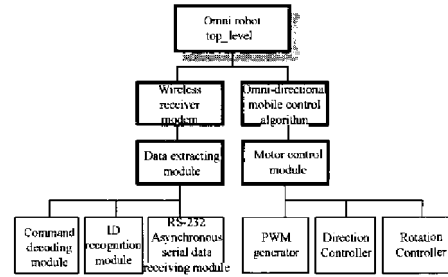 Omni robot
top_level
Wireless
receiver
modem
Omni-directional
mobile control
algorithm
Data extracting
module
Motor control
module
Command
decoding
module
ID
recognition
module
RS-232
Asynchronous
serial data
receiving module
PWM
generator
Direction
Controller
Rotation
Controller